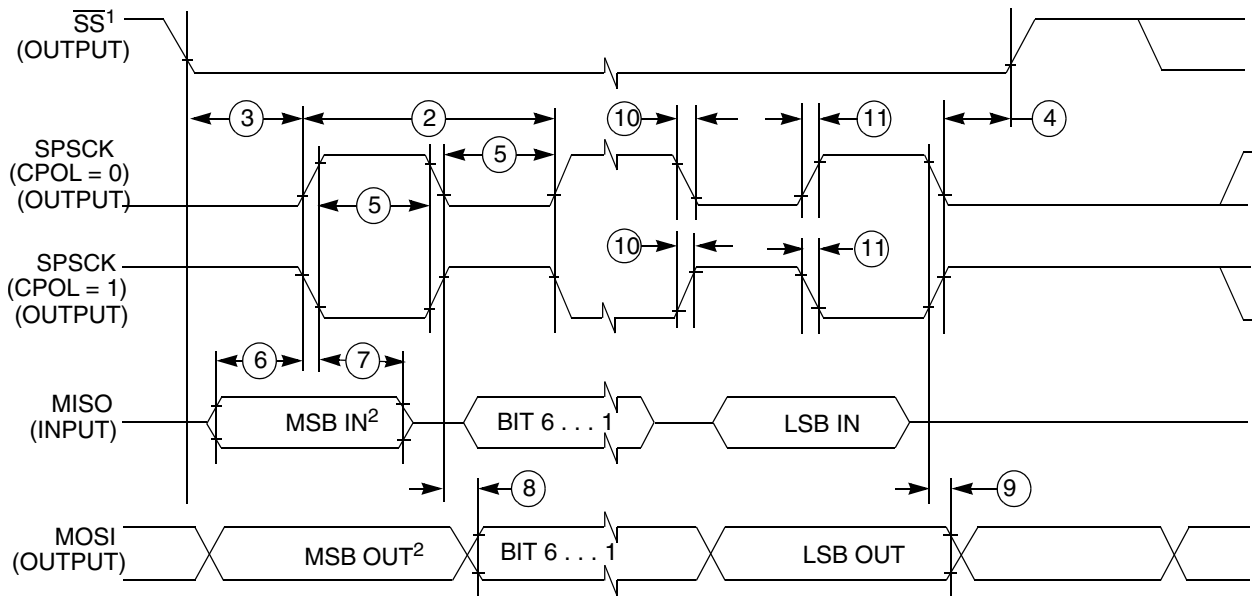 SS¹
(OUTPUT)
3
2
10
11
4
SPSCK
(CPOL = 0)
(OUTPUT)
5
5
SPSCK
(CPOL = 1)
(OUTPUT)
10
11
6
7
MISO
(INPUT)
MSB IN²
BIT 6 . . . 1
LSB IN
8
9
MOSI
(OUTPUT)
MSB OUT²
BIT 6 . . . 1
LSB OUT